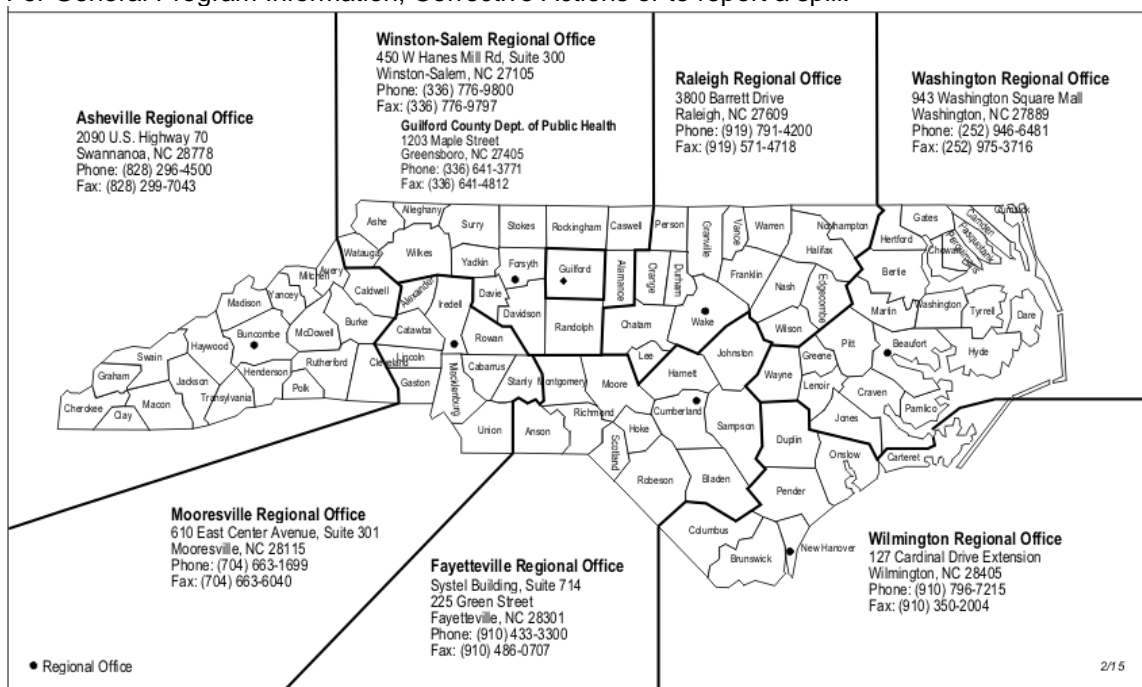 For General Program Information, Corrective Actions or to report a spill:
Winston-Salem Regional Office
450 W Hanes Mill Rd, Suite 300
Winston-Salem, NC 27105
Phone: (336) 776-9800
Fax: (336) 776-9797
Guilford County Dept. of Public Health
1203 Maple Street
Greensboro, NC 27405
Phone: (336) 641-3771
Fax: (336) 641-4812
Raleigh Regional Office
3800 Barrett Drive
Raleigh, NC 27609
Phone: (919) 791-4200
Fax: (919) 571-4718
Washington Regional Office
943 Washington Square Mall
Washington, NC 27889
Phone: (252) 946-6481
Fax: (252) 975-3716
Asheville Regional Office
2090 U.S. Highway 70
Swannanoa, NC 28778
Phone: (828) 296-4500
Fax: (828) 299-7043
Ashe
Alleghany
Surry
Stokes
Rockingham
Caswell
Person
Granville
Vance
Warren
Northampton
Gates
Camden
Currituck
Pasquotank
Perquimans
Chowan
Hertford
Halifax
Watauga
Wilkes
Yadkin
Forsyth
Guilford
Alamance
Orange
Durham
Franklin
Nash
Edgecombe
Bertie
Mitchell
Avery
Caldwell
Alexander
Iredell
Davie
Davidson
Randolph
Chatam
Wake
Wilson
Martin
Washington
Tyrrell
Dare
Madison
Yancey
McDowell
Burke
Catawba
Rowan
Lee
Johnston
Greene
Pitt
Beaufort
Hyde
Swain
Haywood
Buncombe
Henderson
Rutherford
Cleveland
Lincoln
Mecklenburg
Cabarrus
Stanly
Montgomery
Moore
Harnett
Wayne
Lenoir
Craven
Pamlico
Graham
Jackson
Transylvania
Polk
Gaston
Cherokee
Clay
Macon
Union
Anson
Richmond
Scotland
Hoke
Cumberland
Sampson
Duplin
Jones
Onslow
Carteret
Robeson
Bladen
Pender
Columbus
Brunswick
New Hanover
Mooresville Regional Office
610 East Center Avenue, Suite 301
Mooresville, NC 28115
Phone: (704) 663-1699
Fax: (704) 663-6040
Fayetteville Regional Office
Systel Building, Suite 714
225 Green Street
Fayetteville, NC 28301
Phone: (910) 433-3300
Fax: (910) 486-0707
Wilmington Regional Office
127 Cardinal Drive Extension
Wilmington, NC 28405
Phone: (910) 796-7215
Fax: (910) 350-2004
Regional Office
2/15